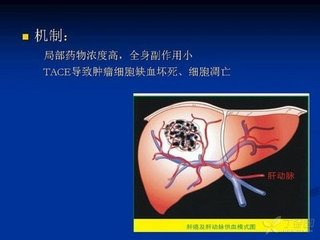 机制：
局部药物浓度高，全身副作用小
TACE导致肿瘤细胞缺血坏死、细胞凋亡
肝动脉
肝癌及肝动脉供血模式图